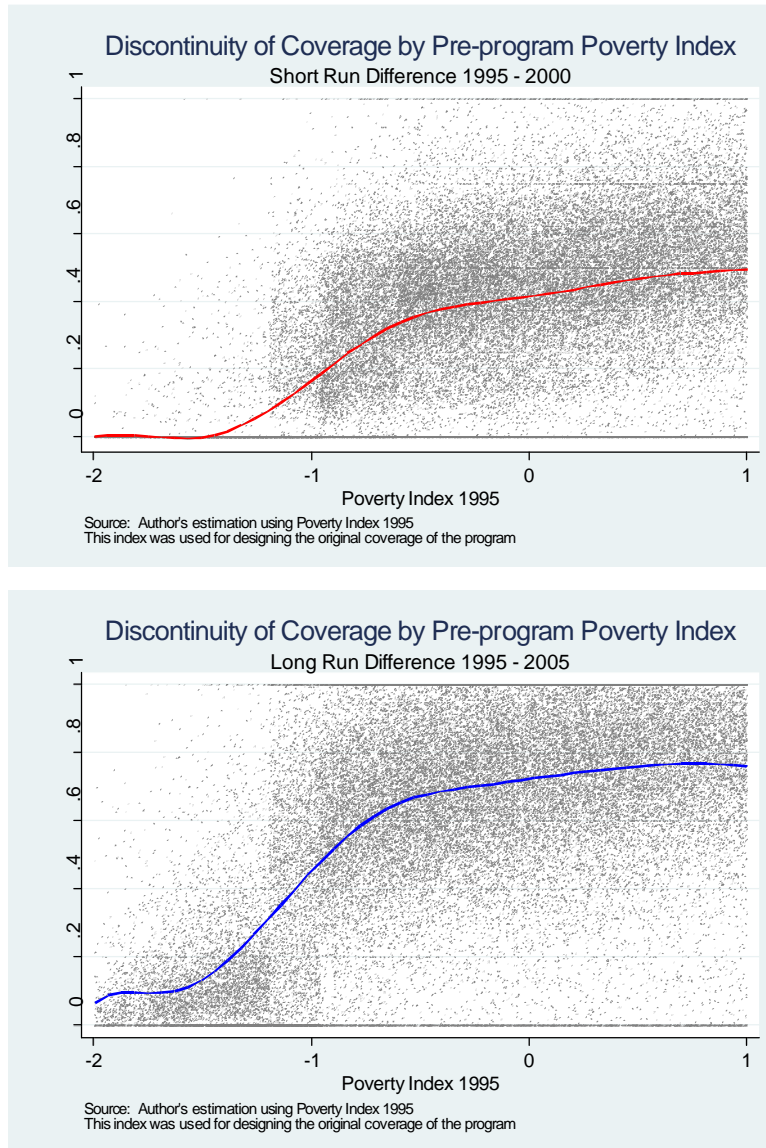 Discontinuity of Coverage by Pre-program Poverty Index
Short Run Difference 1995 - 2000
1
.8
.6
.4
.2
0
-2 -1 0 1
Poverty Index 1995
Source: Author's estimation using Poverty Index 1995
This index was used for designing the original coverage of the program
Discontinuity of Coverage by Pre-program Poverty Index
Long Run Difference 1995 - 2005
1
.8
.6
.4
.2
0
-2 -1 0 1
Poverty Index 1995
Source: Author's estimation using Poverty Index 1995
This index was used for designing the original coverage of the program